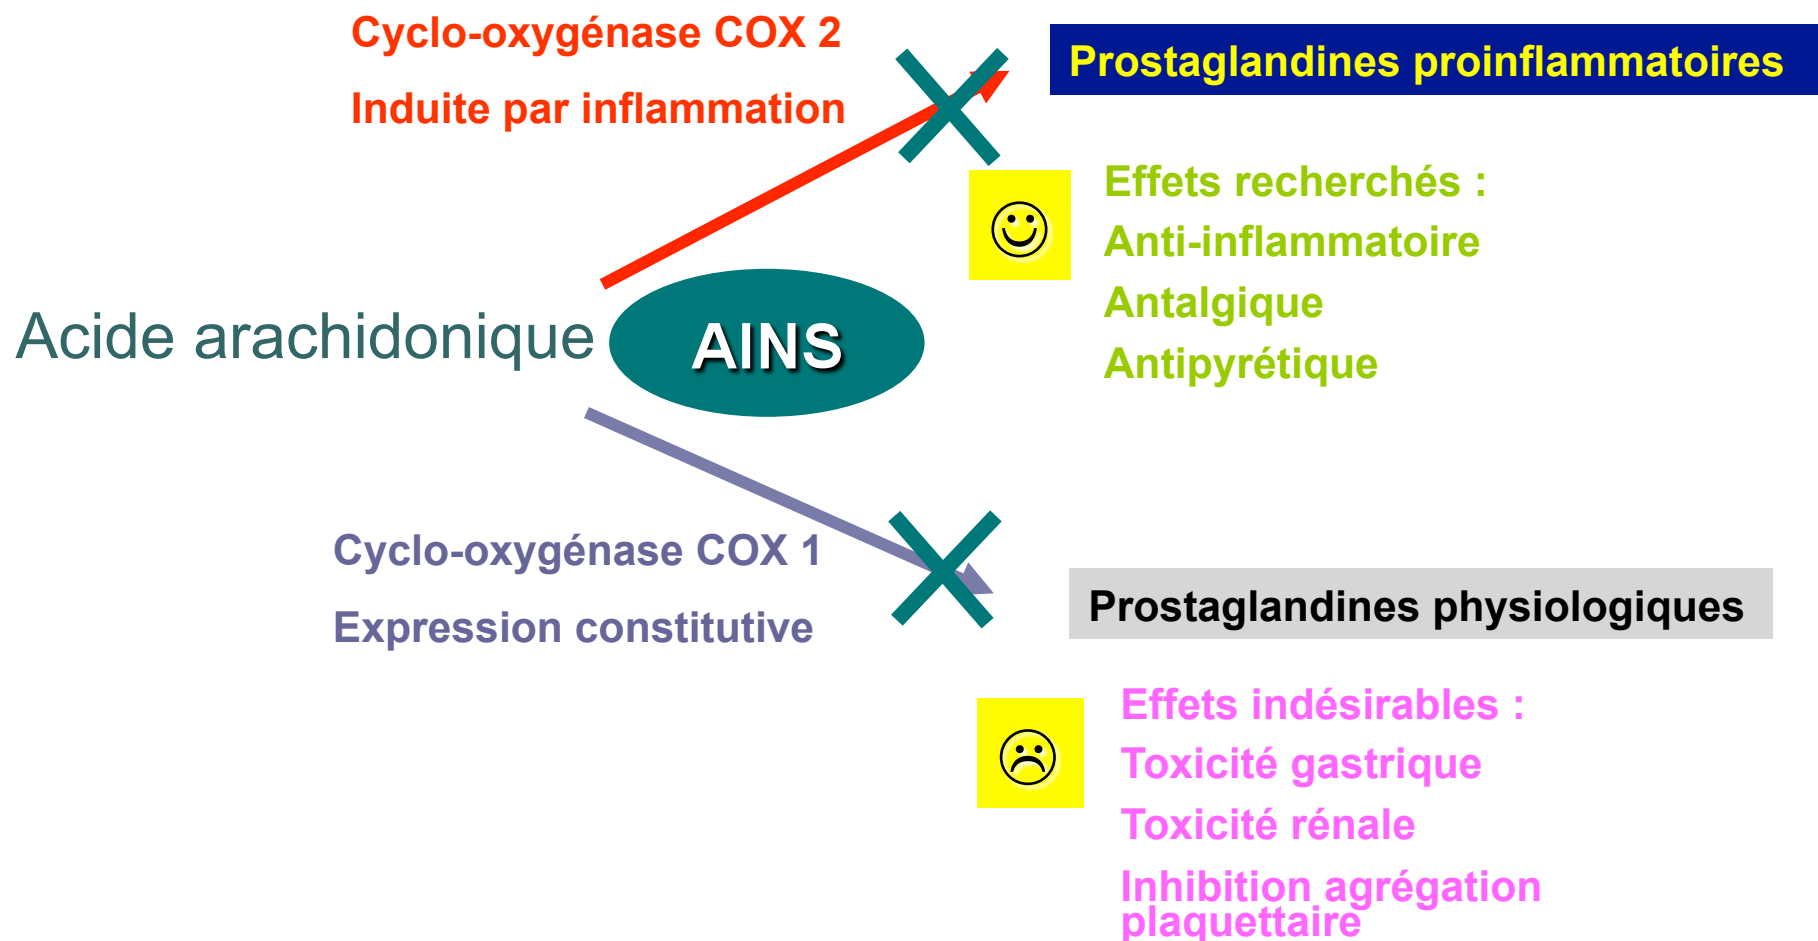 Cyclo-oxygénase COX 2
Induite par inflammation
Prostaglandines proinflammatoires
Effets recherchés :
Anti-inflammatoire
Antalgique
Antipyrétique
Acide arachidonique
AINS
Cyclo-oxygénase COX 1
Expression constitutive
Prostaglandines physiologiques
Effets indésirables :
Toxicité gastrique
Toxicité rénale
Inhibition agrégation
plaquettaire